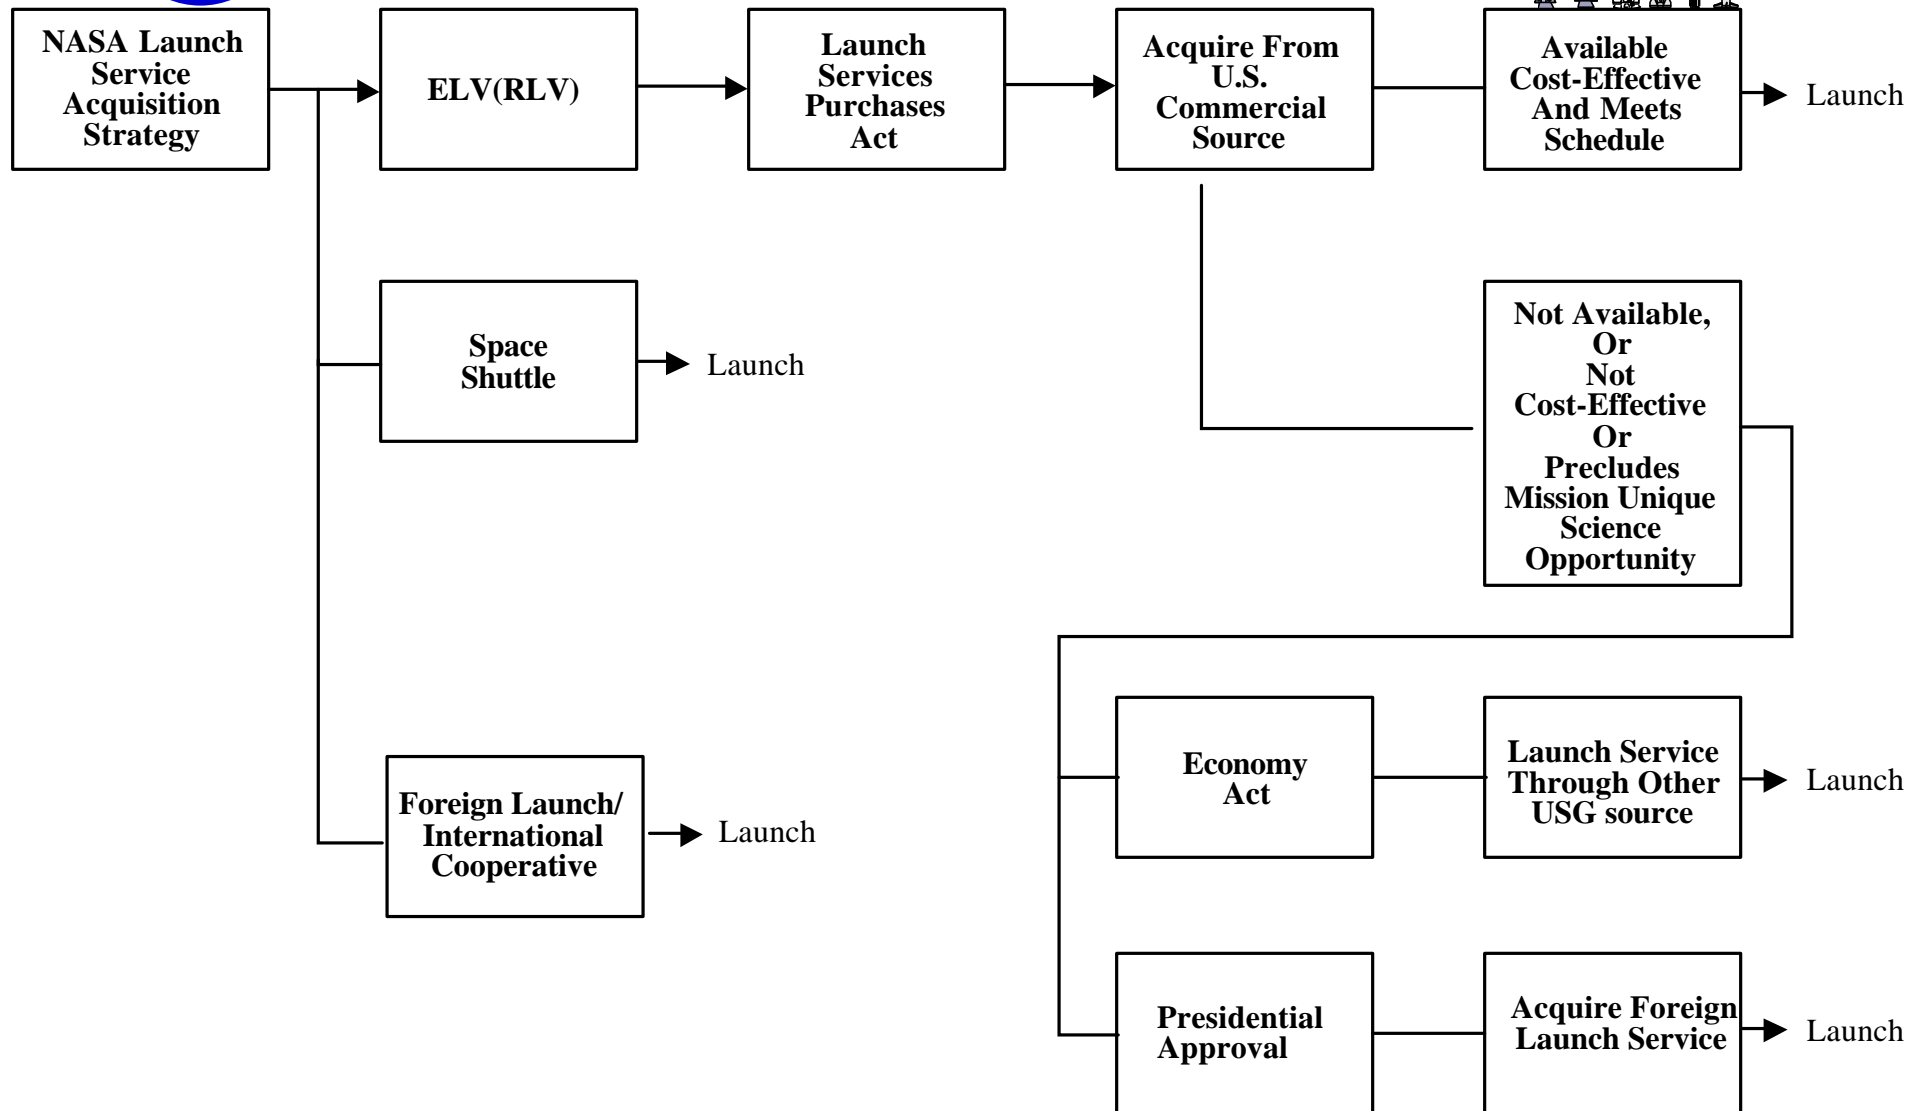 NASA Launch
Service
Acquisition
Strategy
ELV(RLV)
Launch
Services
Purchases
Act
Acquire From
U.S.
Commercial
Source
Available
Cost-Effective
And Meets
Schedule
Launch
Space
Shuttle
Launch
Not Available,
Or
Not
Cost-Effective
Or
Precludes
Mission Unique
Science
Opportunity
Foreign Launch/
International
Cooperative
Launch
Economy
Act
Launch Service
Through Other
USG source
Launch
Presidential
Approval
Acquire Foreign
Launch Service
Launch